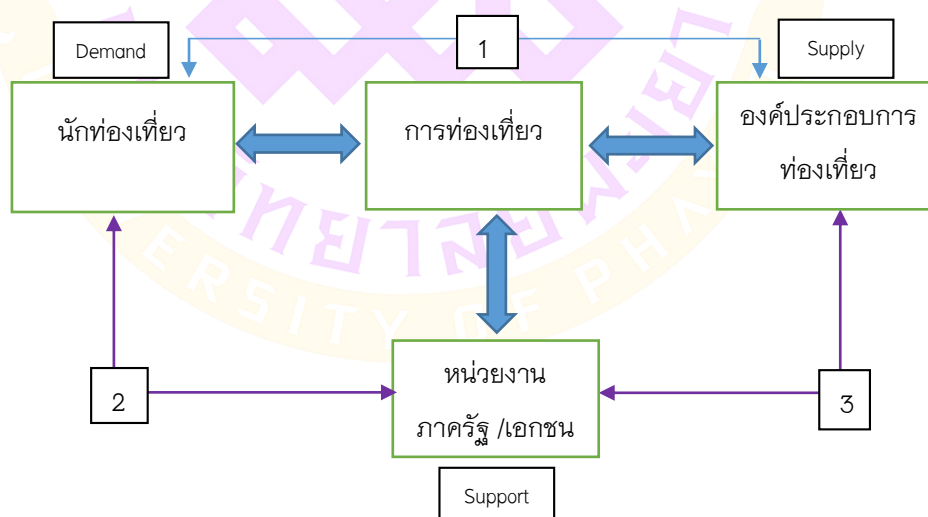 Demand
1
Supply
นักท่องเที่ยว
การท่องเที่ยว
องค์ประกอบการ
ท่องเที่ยว
2
หน่วยงาน
ภาครัฐ /เอกชน
3
Support
ERSITY OF PHA